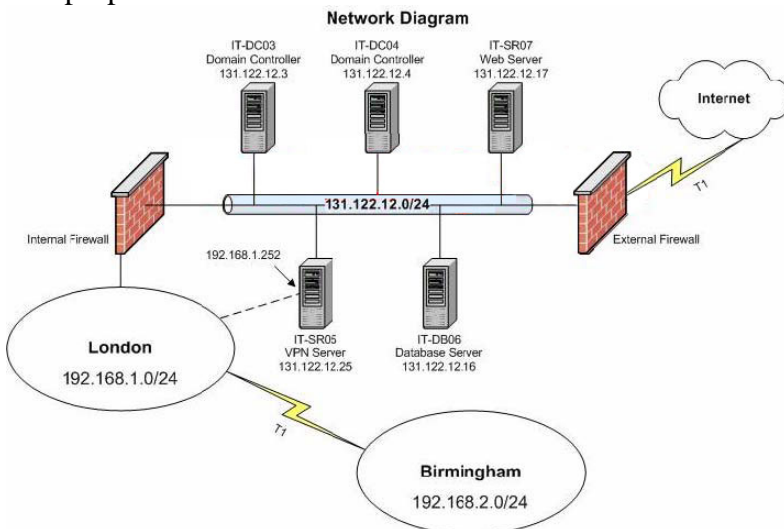 Network Diagram
IT-DC03
Domain Controller
131.122.12.3
IT-DC04
Domain Controller
131.122.12.4
IT-SR07
Web Server
131.122.12.17
Internet
T1
131.122.12.0/24
Internal Firewall
External Firewall
192.168.1.252
IT-SR05
VPN Server
131.122.12.25
IT-DB06
Database Server
131.122.12.16
London
192.168.1.0/24
T1
Birmingham
192.168.2.0/24